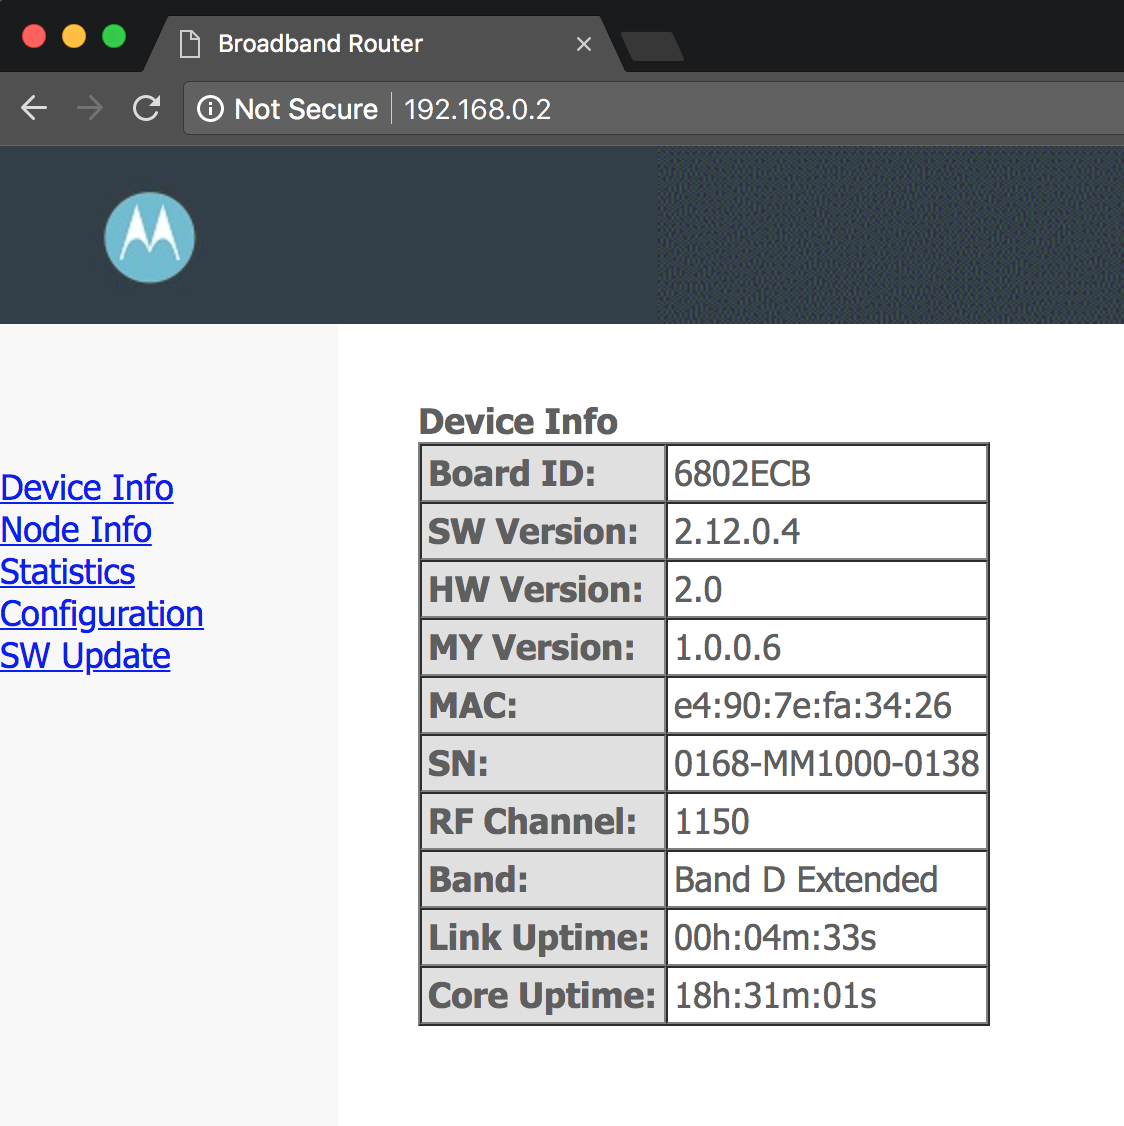 Broadband Router
Not Secure 192.168.0.2
Device Info
Node Info
Statistics
Configuration
SW Update
Device Info
Board ID: 6802ECB
SW Version: 2.12.0.4
HW Version: 2.0
MY Version: 1.0.0.6
MAC: e4:90:7e:fa:34:26
SN: 0168-MM1000-0138
RF Channel: 1150
Band: Band D Extended
Link Uptime: 00h:04m:33s
Core Uptime: 18h:31m:01s